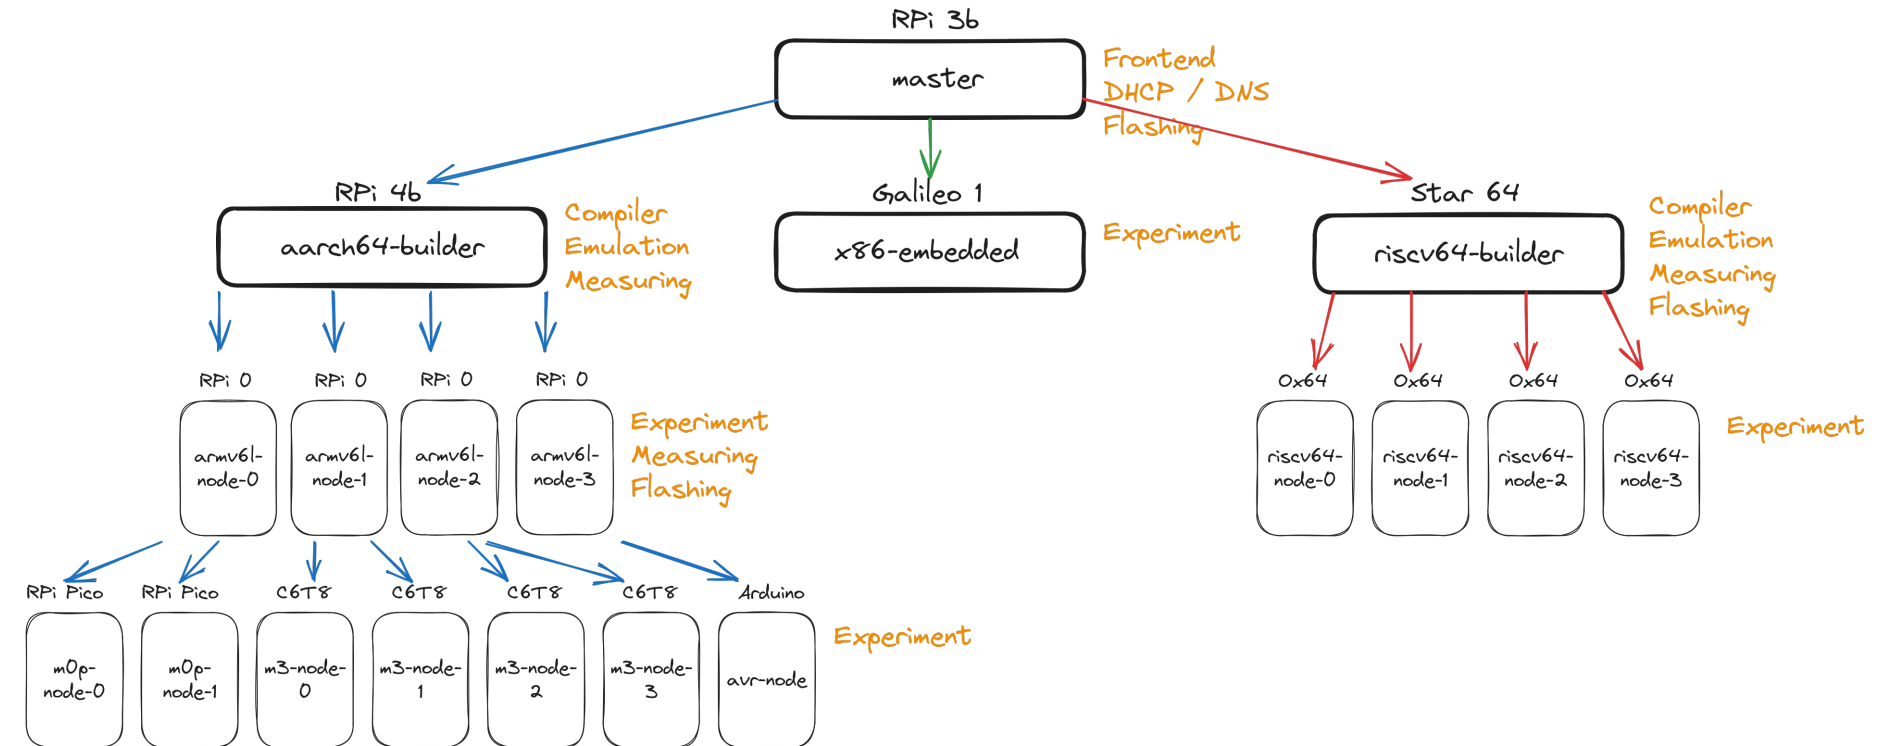 RPi 3b
master
Frontend
DHCP / DNS
Flashing
RPi 4b
aarch64-builder
Compiler
Emulation
Measuring
Galileo 1
x86-embedded
Experiment
Star 64
riscv64-builder
Compiler
Emulation
Measuring
Flashing
RPi 0
RPi 0
RPi 0
RPi 0
armv6l-
node-0
armv6l-
node-1
armv6l-
node-2
armv6l-
node-3
Experiment
Measuring
Flashing
0x64
0x64
0x64
0x64
riscv64-
node-0
riscv64-
node-1
riscv64-
node-2
riscv64-
node-3
Experiment
RPi Pico
RPi Pico
C6T8
C6T8
C6T8
C6T8
Arduino
m0p-
node-0
m0p-
node-1
m3-node-
0
m3-node-
1
m3-node-
2
m3-node-
3
avr-node
Experiment